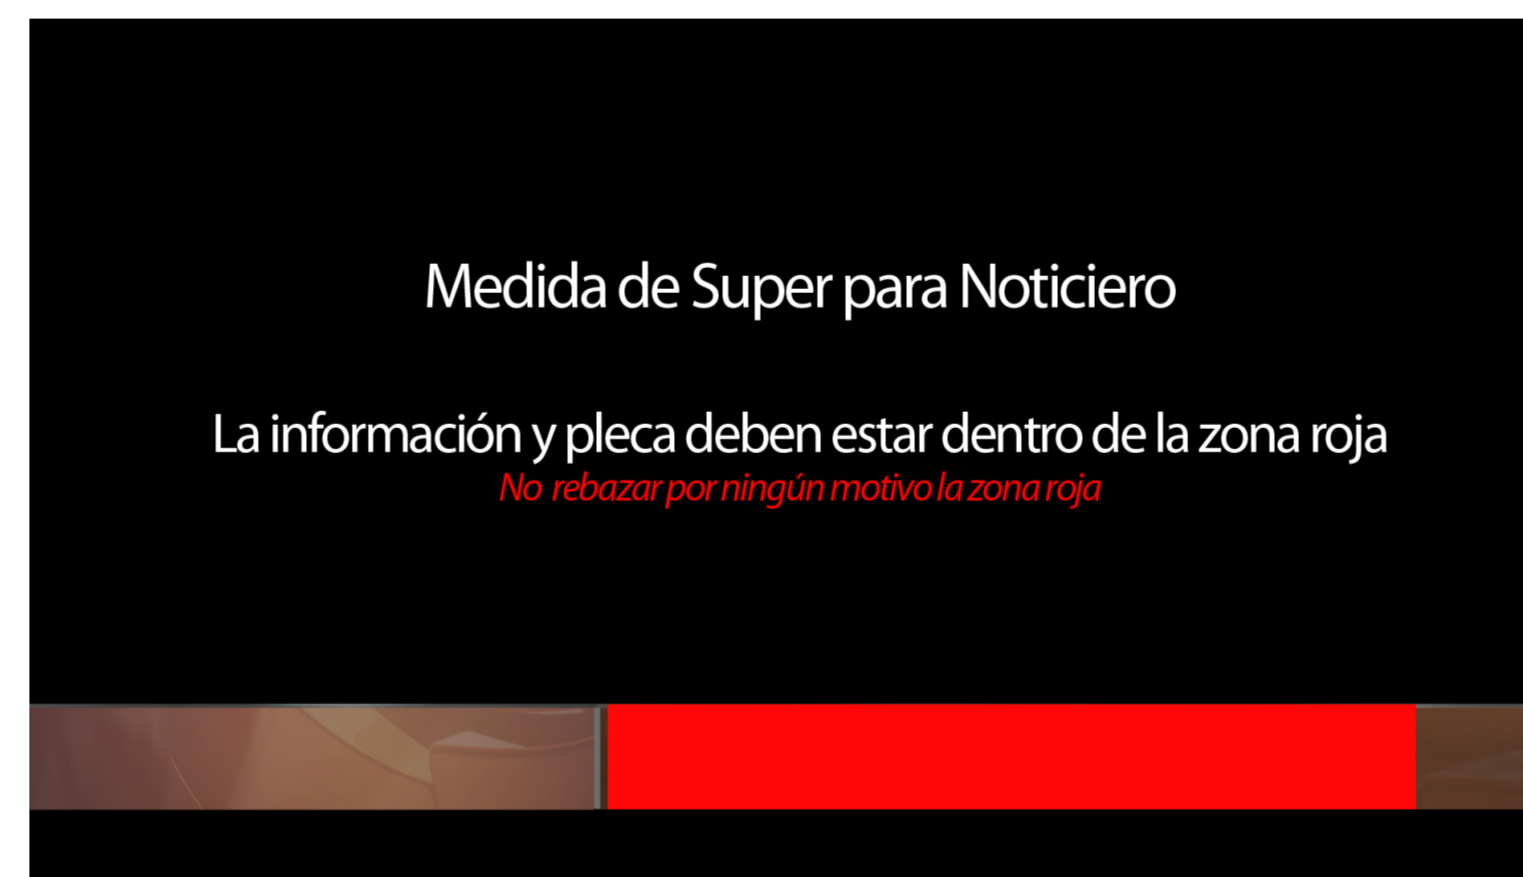 Medida de Super para Noticiero
La información y pleca deben estar dentro de la zona roja
No rebazar por ningún motivo la zona roja